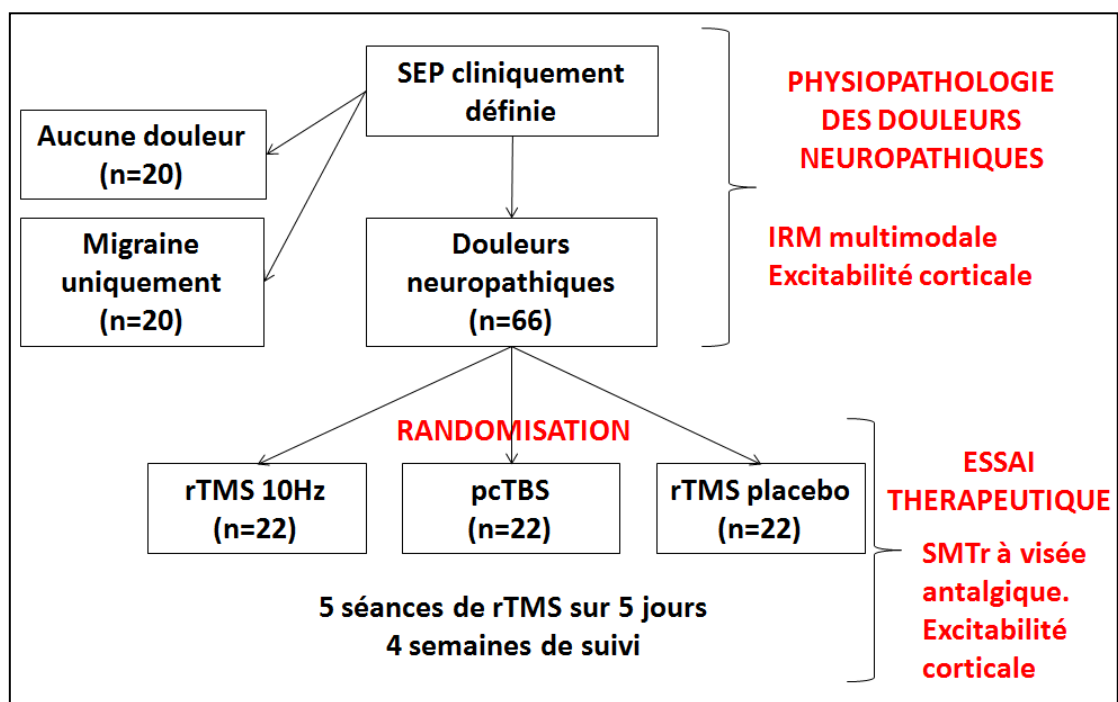 SEP cliniquement
définie
Aucune douleur
(n=20)
Migraine
uniquement
(n=20)
Douleurs
neuropathiques
(n=66)
PHYSIOPATHOLOGIE
DES DOULEURS
NEUROPATHIQUES
IRM multimodale
Excitabilité corticale
RANDOMISATION
rTMS 10Hz
(n=22)
pcTBS
(n=22)
rTMS placebo
(n=22)
5 séances de rTMS sur 5 jours
4 semaines de suivi
ESSAI
THERAPEUTIQUE
SMTr à visée
antalgique.
Excitabilité
corticale